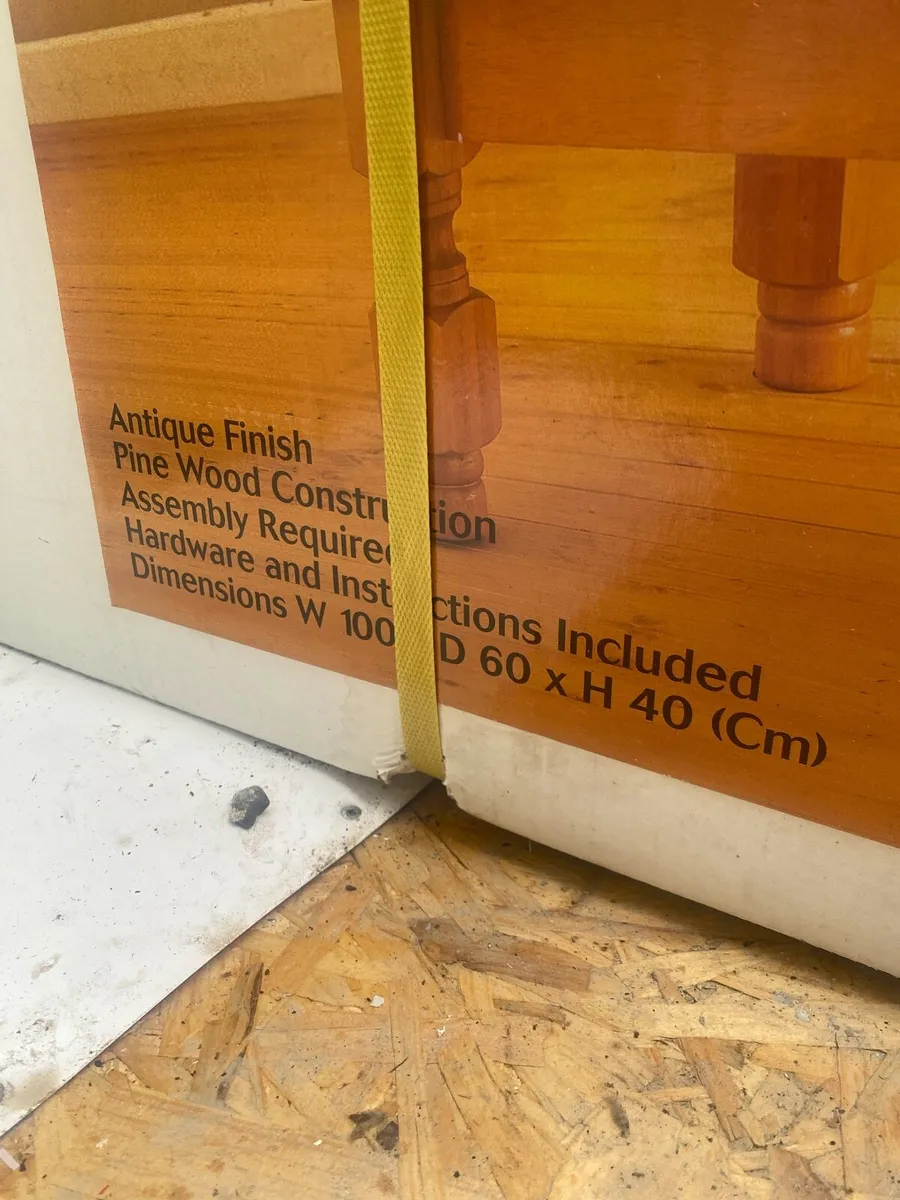 Antique Finish
Pine Wood Construction
Assembly Required
Hardware and Instructions Included
Dimensions W 100 x D 60 x H 40 (Cm)